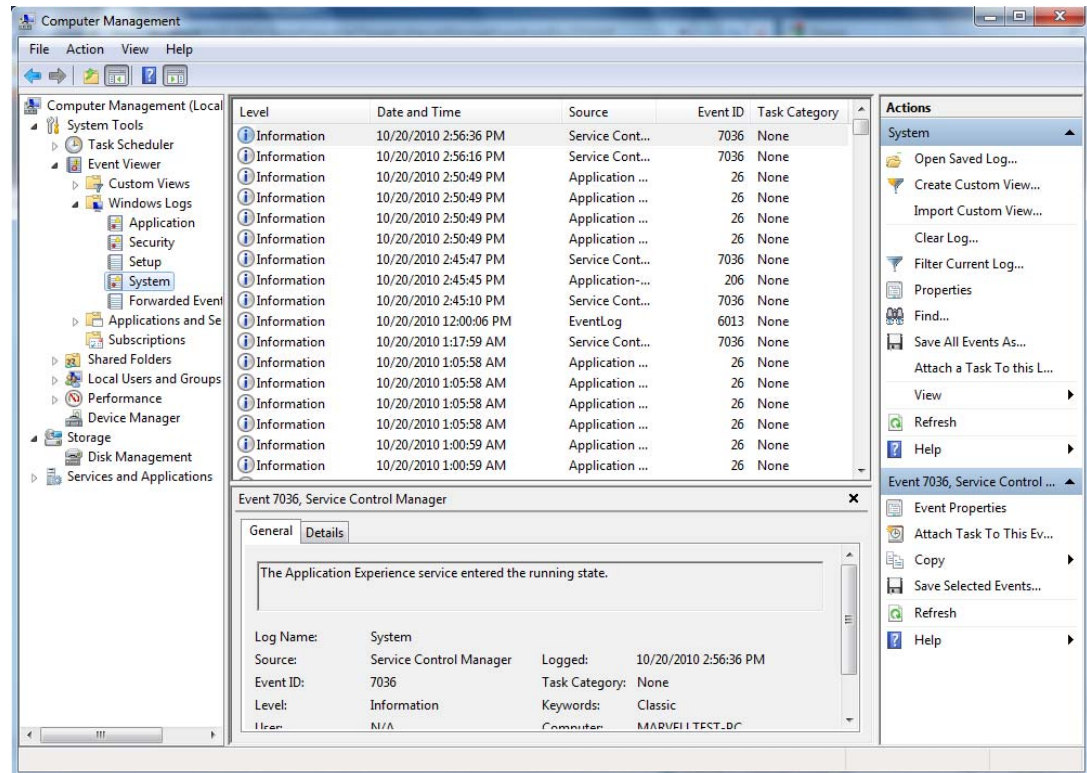 Computer Management
File Action View Help
Computer Management (Local
System Tools
Task Scheduler
Event Viewer
Custom Views
Windows Logs
Application
Security
Setup
System
Forwarded Event
Applications and Se
Subscriptions
Shared Folders
Local Users and Groups
Performance
Device Manager
Storage
Disk Management
Services and Applications
Level Date and Time Source Event ID Task Category
Information 10/20/2010 2:56:36 PM Service Cont... 7036 None
Information 10/20/2010 2:56:16 PM Service Cont... 7036 None
Information 10/20/2010 2:50:49 PM Application ... 26 None
Information 10/20/2010 2:50:49 PM Application ... 26 None
Information 10/20/2010 2:50:49 PM Application ... 26 None
Information 10/20/2010 2:50:49 PM Application ... 26 None
Information 10/20/2010 2:45:47 PM Service Cont... 7036 None
Information 10/20/2010 2:45:45 PM Application-... 206 None
Information 10/20/2010 2:45:10 PM Service Cont... 7036 None
Information 10/20/2010 12:00:06 PM EventLog 6013 None
Information 10/20/2010 1:17:59 AM Service Cont... 7036 None
Information 10/20/2010 1:05:58 AM Application ... 26 None
Information 10/20/2010 1:05:58 AM Application ... 26 None
Information 10/20/2010 1:05:58 AM Application ... 26 None
Information 10/20/2010 1:05:58 AM Application ... 26 None
Information 10/20/2010 1:00:59 AM Application ... 26 None
Information 10/20/2010 1:00:59 AM Application ... 26 None
Event 7036, Service Control Manager
General Details
The Application Experience service entered the running state.
Log Name: System
Source: Service Control Manager Logged: 10/20/2010 2:56:36 PM
Event ID: 7036 Task Category: None
Level: Information Keywords: Classic
User: N/A Computer: MARVELLTEST-PC
Actions
System
Open Saved Log...
Create Custom View...
Import Custom View...
Clear Log...
Filter Current Log...
Properties
Find...
Save All Events As...
Attach a Task To this L...
View
Refresh
Help
Event 7036, Service Control ...
Event Properties
Attach Task To This Ev...
Copy
Save Selected Events...
Refresh
Help